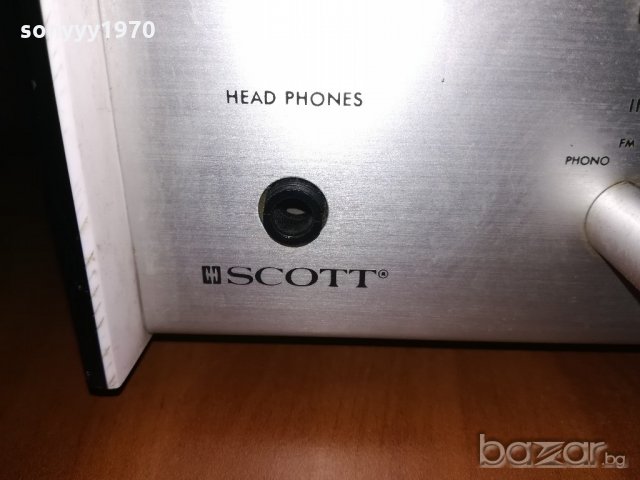 sonyyy1970
HEAD PHONES
FM
PHONO
SCOTT®
bazar.bg